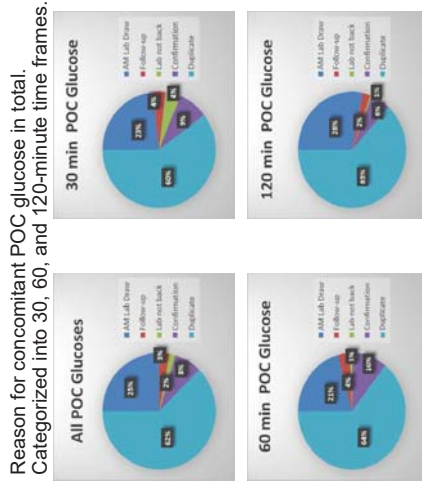 Reason for concomitant POC glucose in total.
Categorized into 30, 60, and 120-minute time frames.
All POC Glucoses
25%
3%
2%
8%
62%
AM Lab Draw
Follow-up
Lab not back
Confirmation
Duplicate
30 min POC Glucose
23%
4%
4%
9%
60%
AM Lab Draw
Follow-up
Lab not back
Confirmation
Duplicate
60 min POC Glucose
21%
4%
1%
10%
64%
AM Lab Draw
Follow-up
Lab not back
Confirmation
Duplicate
120 min POC Glucose
28%
2%
1%
6%
63%
AM Lab Draw
Follow-up
Lab not back
Confirmation
Duplicate